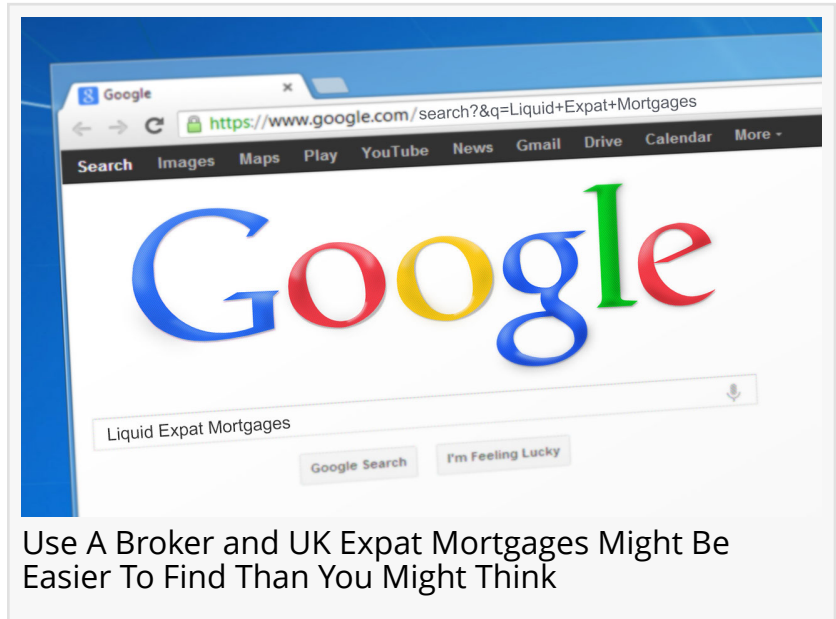 Google
https://www.google.com/search?&q=Liquid+Expat+Mortgages
Search Images Maps Play YouTube News Gmail Drive Calendar More
Google
Liquid Expat Mortgages
Google Search I'm Feeling Lucky
Use A Broker and UK Expat Mortgages Might Be
Easier To Find Than You Might Think